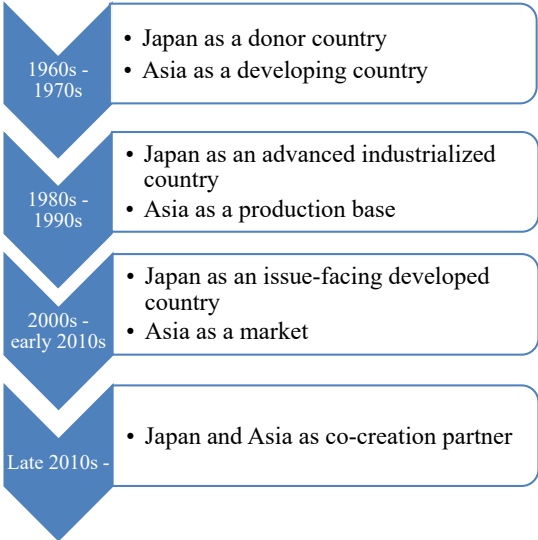 1960s -
1970s
• Japan as a donor country
• Asia as a developing country
1980s -
1990s
• Japan as an advanced industrialized
country
• Asia as a production base
2000s -
early 2010s
• Japan as an issue-facing developed
country
• Asia as a market
Late 2010s -
• Japan and Asia as co-creation partner